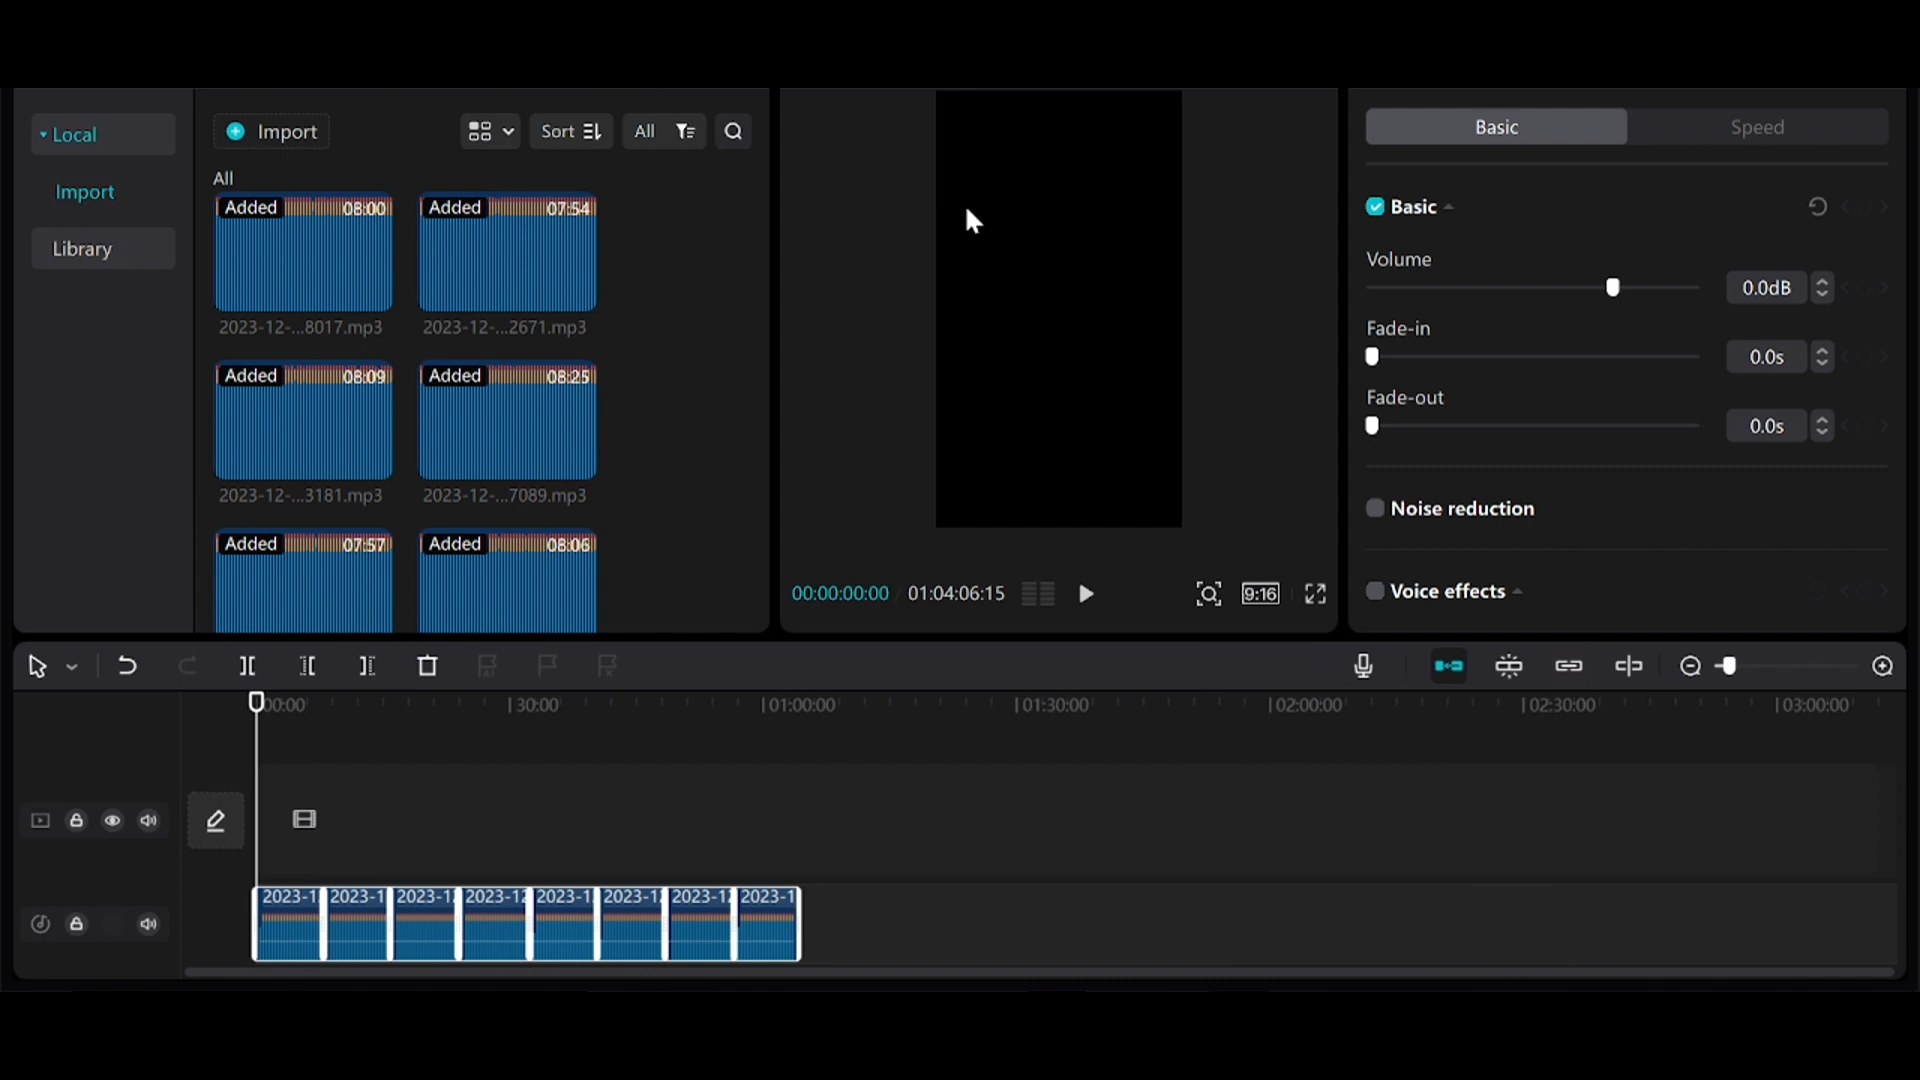 Local
Import
Library
Import
Sort
All
All
Added 08:00
Added 07:54
2023-12-...8017.mp3
2023-12-...2671.mp3
Added 08:09
Added 08:25
2023-12-...3181.mp3
2023-12-...7089.mp3
Added 07:57
Added 08:06
00:00:00:00 01:04:06:15
9:16
Basic
Speed
Basic
Volume
0.0dB
Fade-in
0.0s
Fade-out
0.0s
Noise reduction
Voice effects
00:00 30:00 01:00:00 01:30:00 02:00:00 02:30:00 03:00:00
2023-1 2023-1 2023-1 2023-12 2023-1 2023-1 2023-1 2023-1